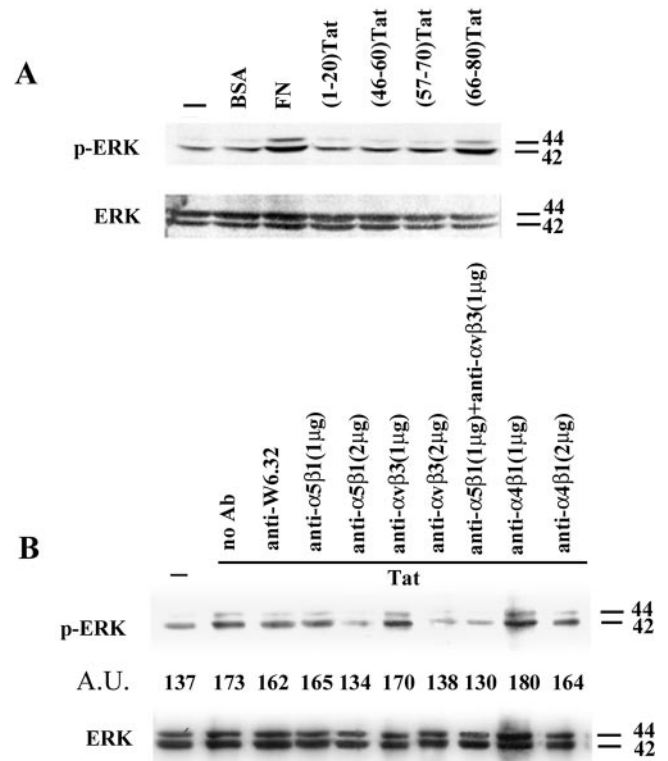 A
BSA
FN
(1-20)Tat
(46-60)Tat
(57-70)Tat
(66-80)Tat
p-ERK
44
42
ERK
44
42
B
–
no Ab
anti-W6.32
anti-α5β1(1μg)
anti-α5β1(2μg)
anti-αvβ3(1μg)
anti-αvβ3(2μg)
anti-α5β1(1μg)+anti-αvβ3(1μg)
anti-α4β1(1μg)
anti-α4β1(2μg)
Tat
p-ERK
44
42
A.U. 137 173 162 165 134 170 138 130 180 164
ERK
44
42